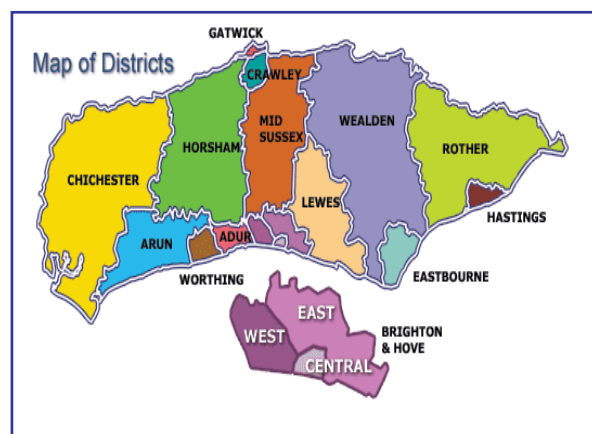 GATWICK
Map of Districts
CRAWLEY
MID
SUSSEX
WEALDEN
HORSHAM
ROTHER
CHICHESTER
LEWES
HASTINGS
ARUN
ADUR
WORTHING
EASTBOURNE
EAST
WEST
BRIGHTON
& HOVE
CENTRAL